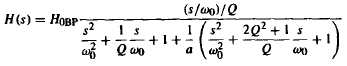 H(s) = H_{OBP} \frac{(s/\omega_0)/Q}{\frac{s^2}{\omega_0^2} + \frac{1}{Q} \frac{s}{\omega_0} + 1 + \frac{1}{a} \left( \frac{s^2}{\omega_0^2} + \frac{2Q^2 + 1}{Q} \frac{s}{\omega_0} + 1 \right)}